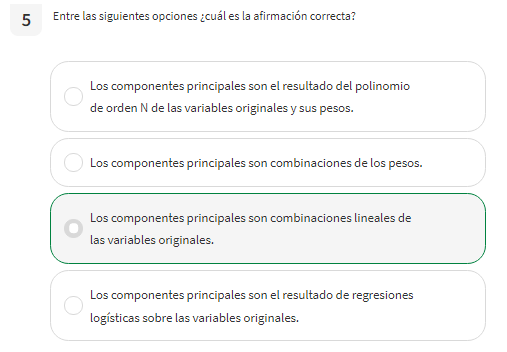 5
Entre las siguientes opciones ¿cuál es la afirmación correcta?
Los componentes principales son el resultado del polinomio
de orden N de las variables originales y sus pesos.
Los componentes principales son combinaciones de los pesos.
Los componentes principales son combinaciones lineales de
las variables originales.
Los componentes principales son el resultado de regresiones
logísticas sobre las variables originales.